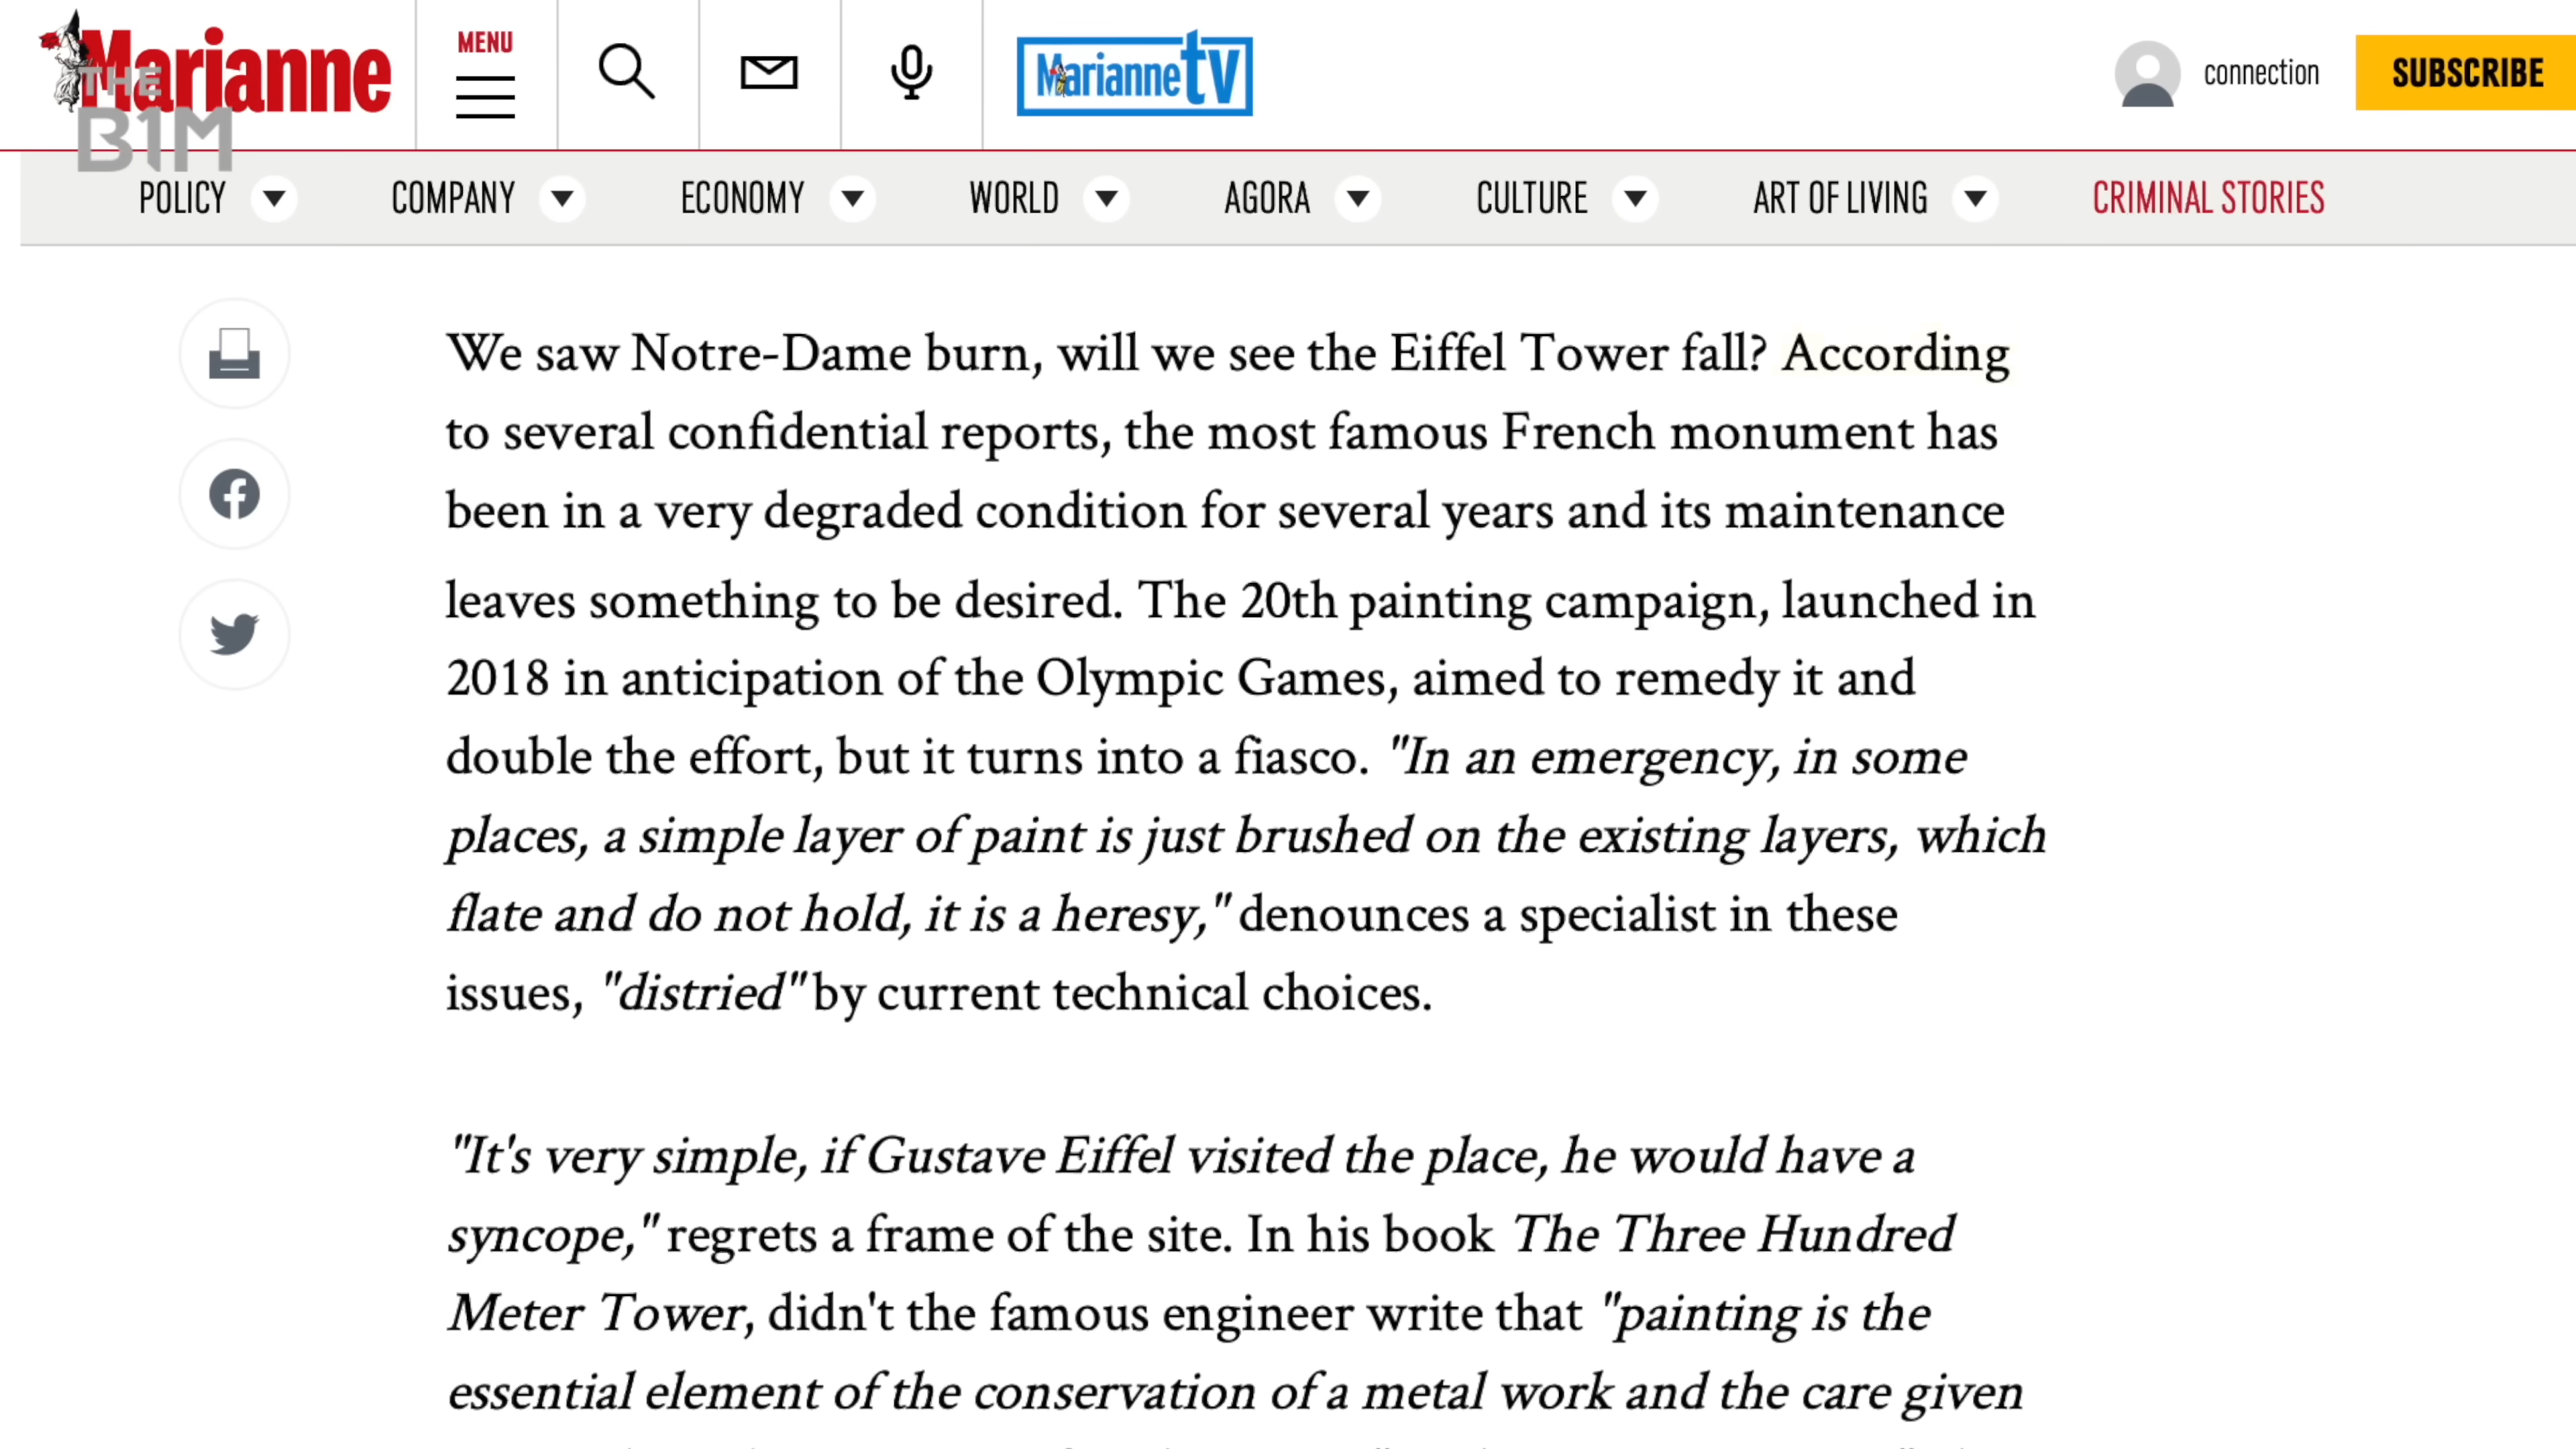 Marianne
THE
B1M
MENU
MarianneTV
connection
SUBSCRIBE
POLICY COMPANY ECONOMY WORLD AGORA CULTURE ART OF LIVING CRIMINAL STORIES
We saw Notre-Dame burn, will we see the Eiffel Tower fall? According
to several confidential reports, the most famous French monument has
been in a very degraded condition for several years and its maintenance
leaves something to be desired. The 20th painting campaign, launched in
2018 in anticipation of the Olympic Games, aimed to remedy it and
double the effort, but it turns into a fiasco. "In an emergency, in some
places, a simple layer of paint is just brushed on the existing layers, which
flate and do not hold, it is a heresy," denounces a specialist in these
issues, "distried" by current technical choices.
"It's very simple, if Gustave Eiffel visited the place, he would have a
syncope," regrets a frame of the site. In his book The Three Hundred
Meter Tower, didn't the famous engineer write that "painting is the
essential element of the conservation of a metal work and the care given